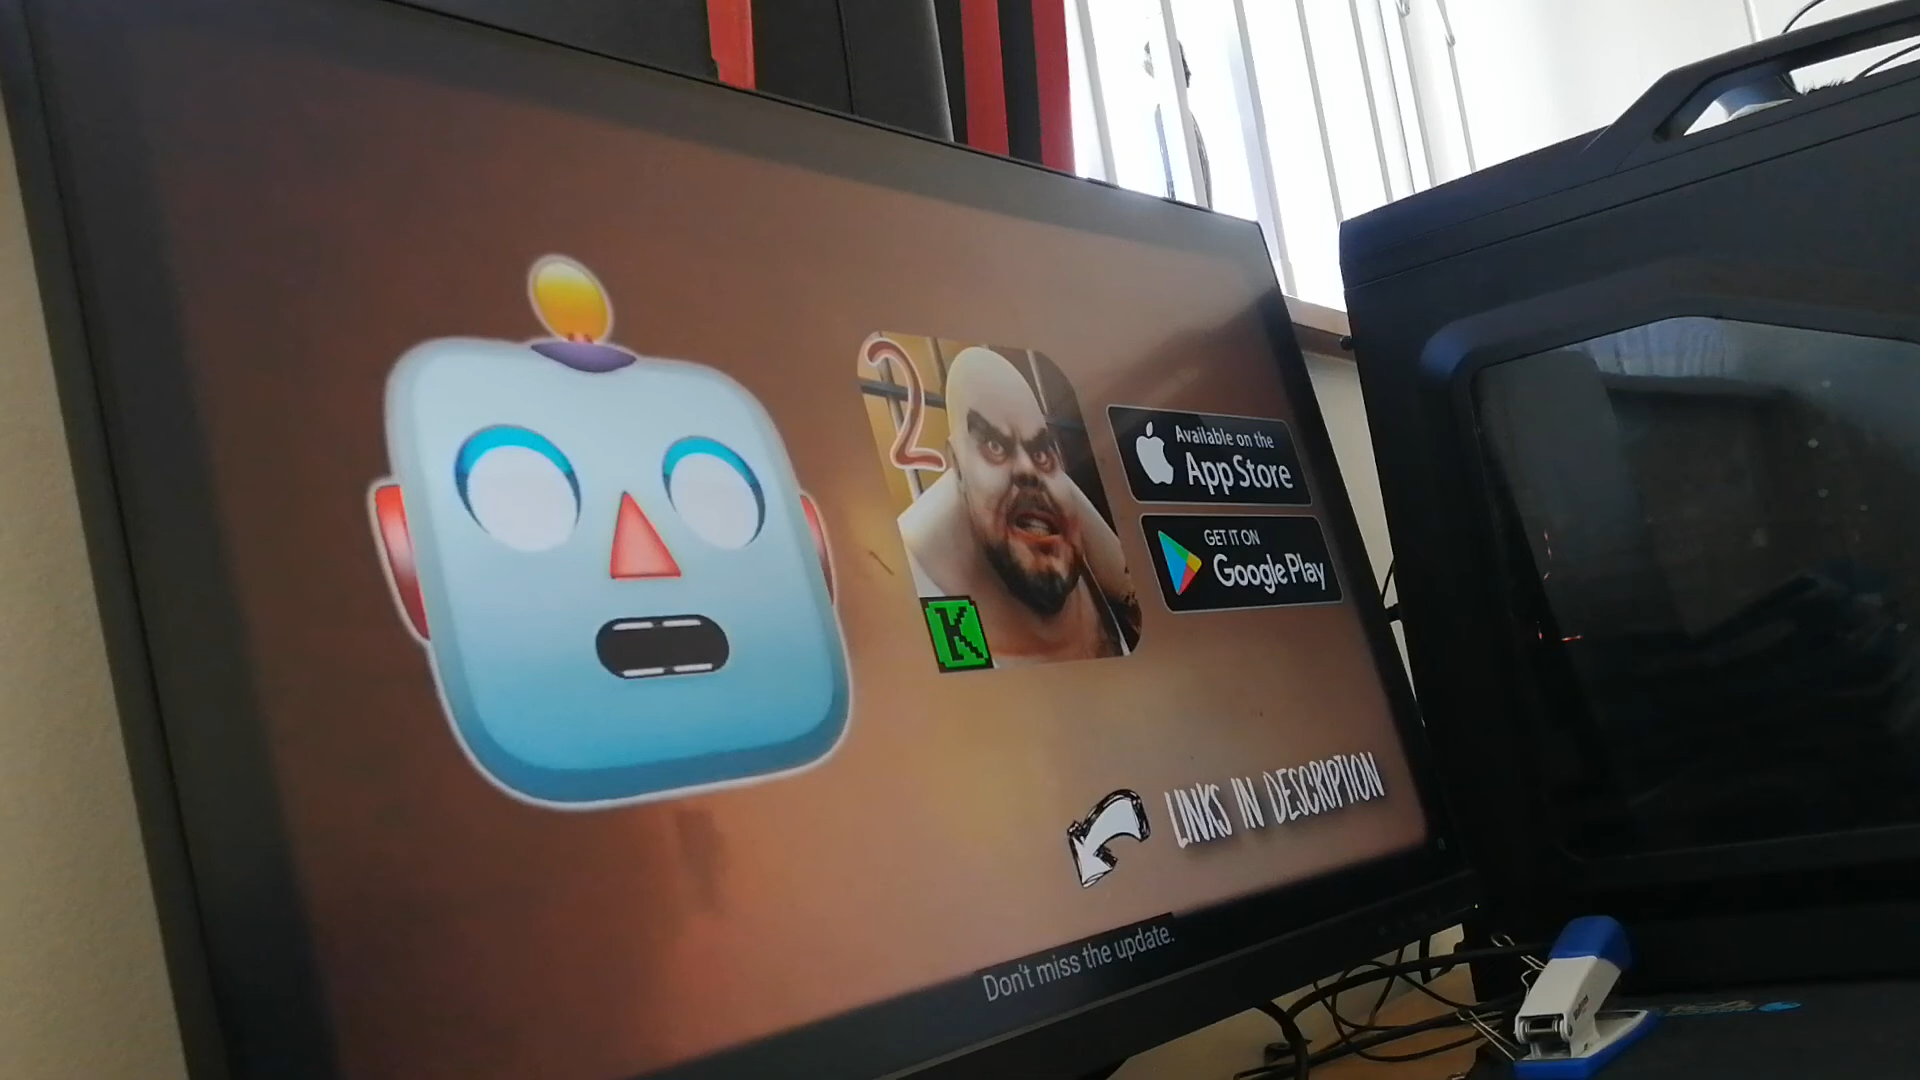 2
K
Available on the
App Store
GET IT ON
Google Play
LINKS IN DESCRIPTION
Don't miss the update.